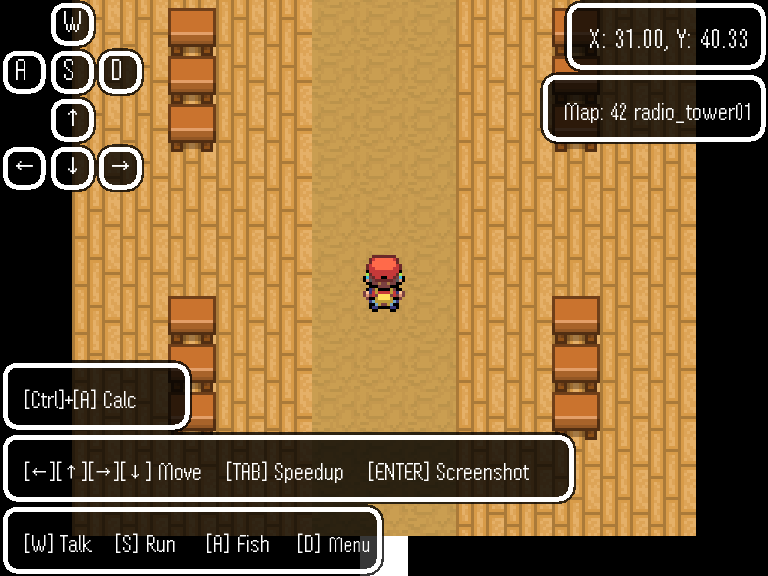 W
X: 31.00, Y: 40.33
A S D
Map: 42 radio_tower01
↑
← ↓ →
[Ctrl]+[A] Calc
[←][↑][→][↓] Move [TAB] Speedup [ENTER] Screenshot
[W] Talk [S] Run [A] Fish [D] Menu